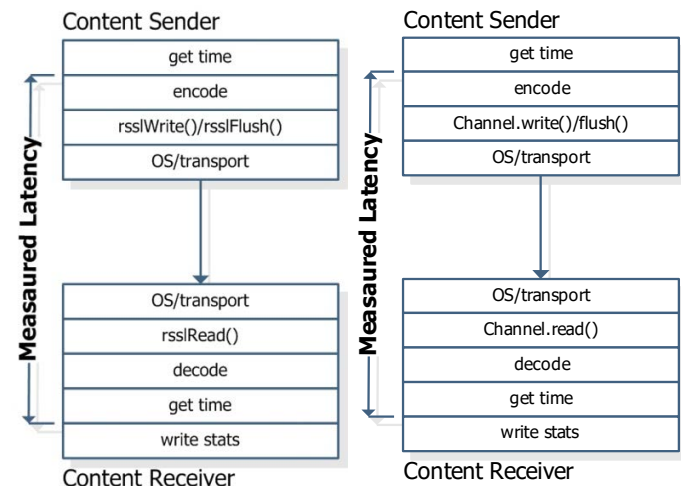 Content Sender
get time
encode
rsslWrite()/rsslFlush()
OS/transport
Measaured Latency
OS/transport
rsslRead()
decode
get time
write stats
Content Receiver
Content Sender
get time
encode
Channel.write()/flush()
OS/transport
Measaured Latency
OS/transport
Channel.read()
decode
get time
write stats
Content Receiver